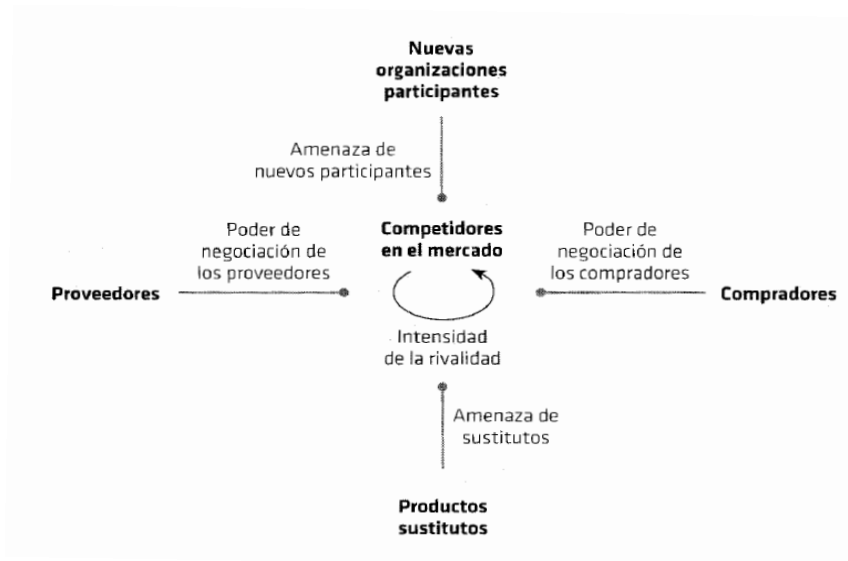 Nuevas
organizaciones
participantes
Amenaza de
nuevos participantes
Poder de
negociación de
los proveedores
Competidores
en el mercado
Poder de
negociación de
los compradores
Proveedores
Compradores
Intensidad
de la rivalidad
Amenaza de
sustitutos
Productos
sustitutos